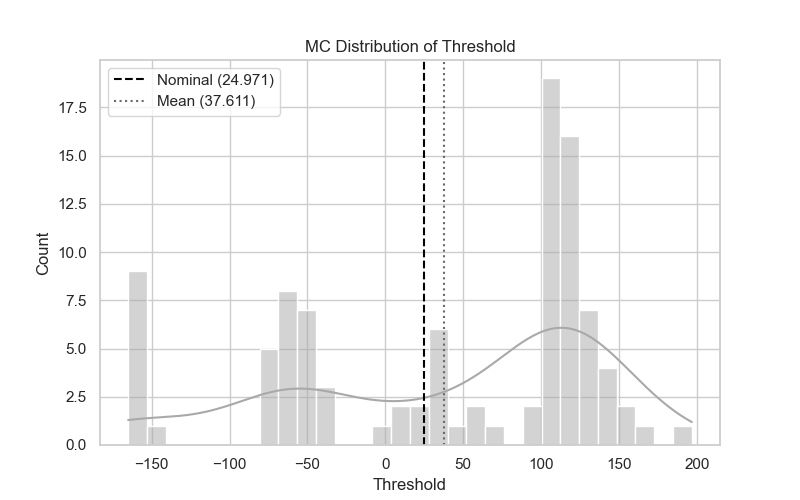 MC Distribution of Threshold
Nominal (24.971)
Mean (37.611)
Count
17.5
15.0
12.5
10.0
7.5
5.0
2.5
0.0
−150 −100 −50 0 50 100 150 200
Threshold